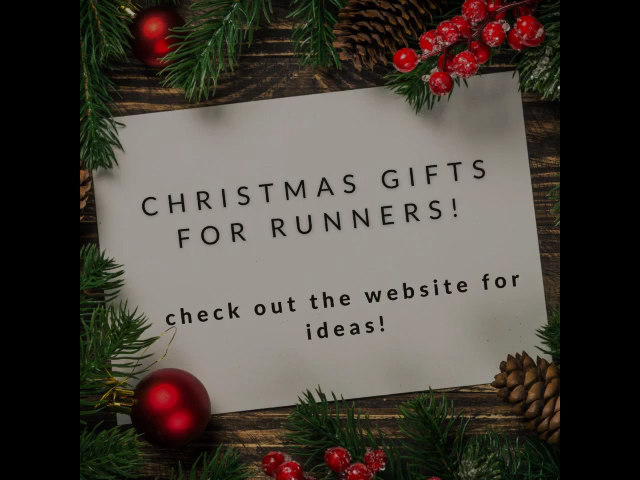 CHRISTMAS GIFTS
FOR RUNNERS!
check out the website for
ideas!